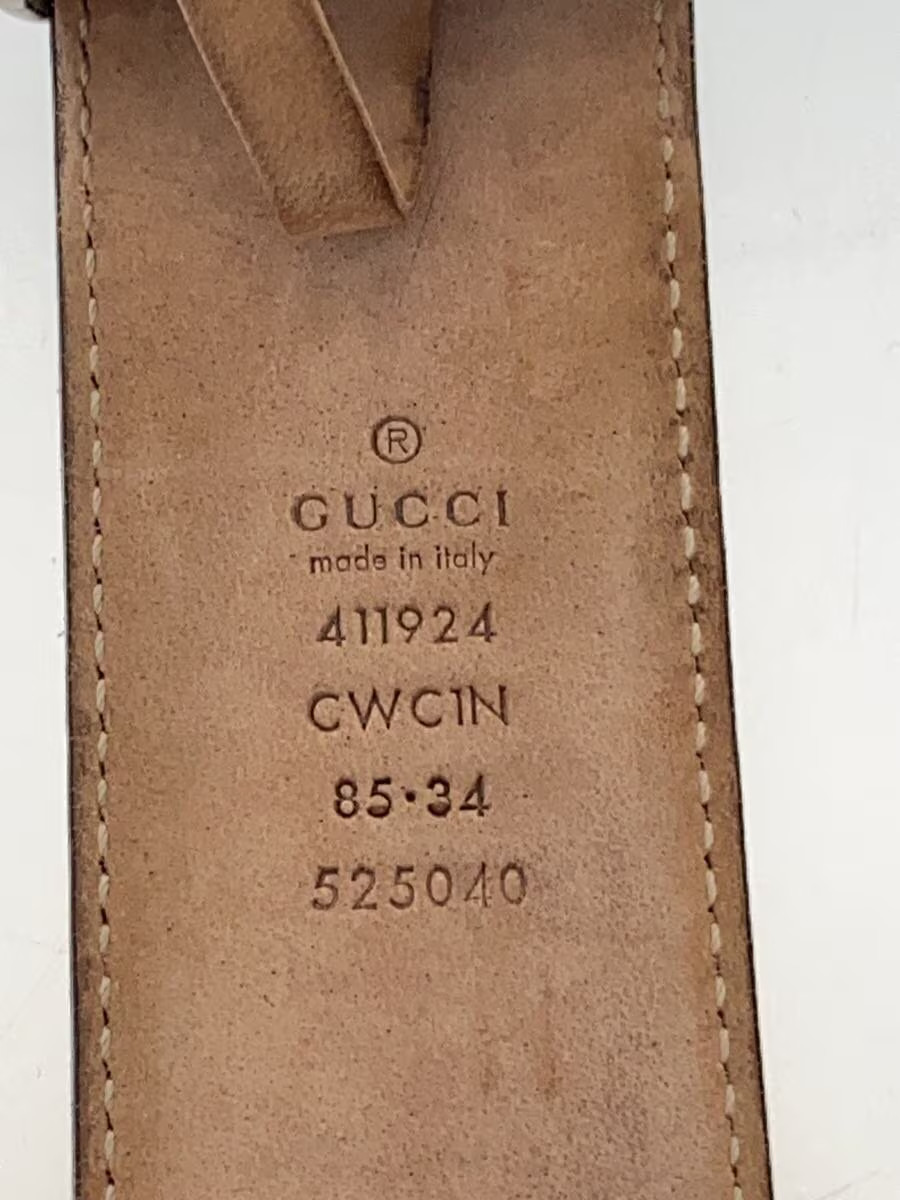 ®
GUCCI
made in italy
411924
CWC1N
85·34
525040